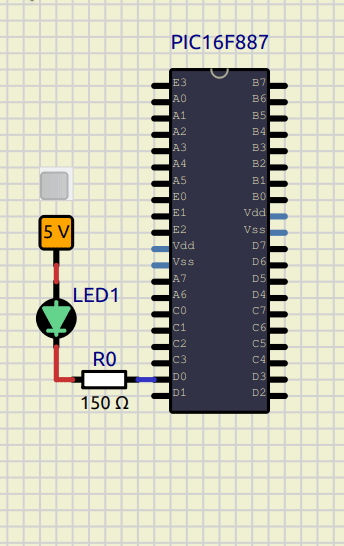 PIC16F887
E3 B7
A0 B6
A1 B5
A2 B4
A3 B3
A4 B2
A5 B1
E0 B0
E1 Vdd
E2 Vss
Vdd D7
Vss D6
A7 D5
A6 D4
C0 C7
C1 C6
C2 C5
C3 C4
D0 D3
D1 D2
5 V
LED1
R0
150 Ω